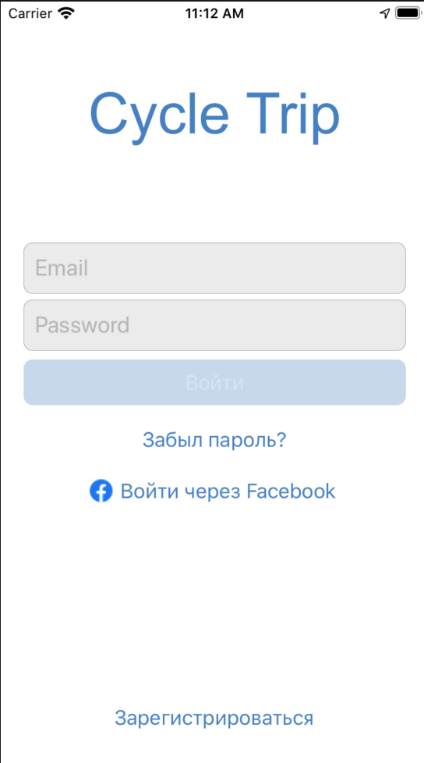 Carrier 11:12 AM
Cycle Trip
Email
Password
Войти
Забыл пароль?
Войти через Facebook
Зарегистрироваться